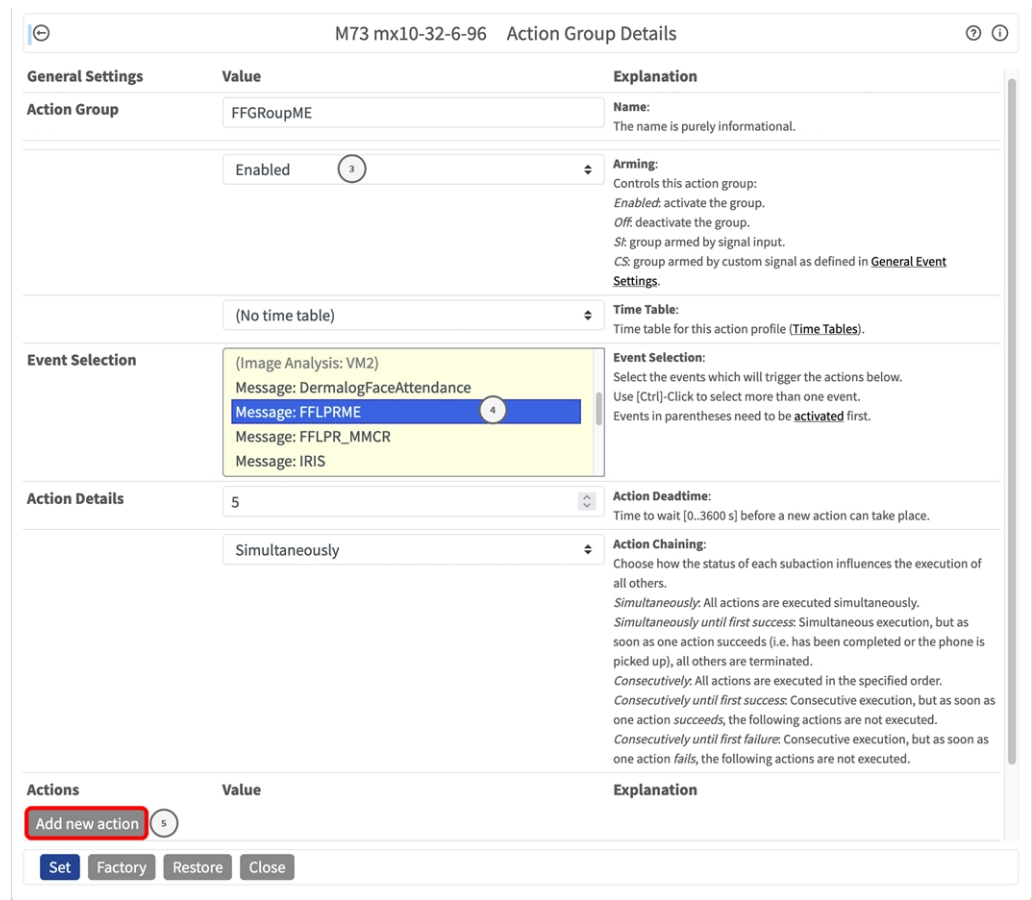 M73 mx10-32-6-96 Action Group Details
General Settings Value Explanation
Action Group FFGRoupME Name:
The name is purely informational.
Enabled 3 Arming:
Controls this action group:
Enabled: activate the group.
Off: deactivate the group.
SI: group armed by signal input.
CS: group armed by custom signal as defined in General Event
Settings.
(No time table) Time Table:
Time table for this action profile (Time Tables).
Event Selection
(Image Analysis: VM2)
Message: DermalogFaceAttendance
Message: FFLPRME 4
Message: FFLPR_MMCR
Message: IRIS
Event Selection:
Select the events which will trigger the actions below.
Use [Ctrl]-Click to select more than one event.
Events in parentheses need to be activated first.
Action Details 5 Action Deadtime:
Time to wait [0..3600 s] before a new action can take place.
Simultaneously Action Chaining:
Choose how the status of each subaction influences the execution of
all others.
Simultaneously: All actions are executed simultaneously.
Simultaneously until first success: Simultaneous execution, but as
soon as one action succeeds (i.e. has been completed or the phone is
picked up), all others are terminated.
Consecutively: All actions are executed in the specified order.
Consecutively until first success: Consecutive execution, but as soon as
one action succeeds, the following actions are not executed.
Consecutively until first failure: Consecutive execution, but as soon as
one action fails, the following actions are not executed.
Actions Value Explanation
Add new action 5
Set Factory Restore Close